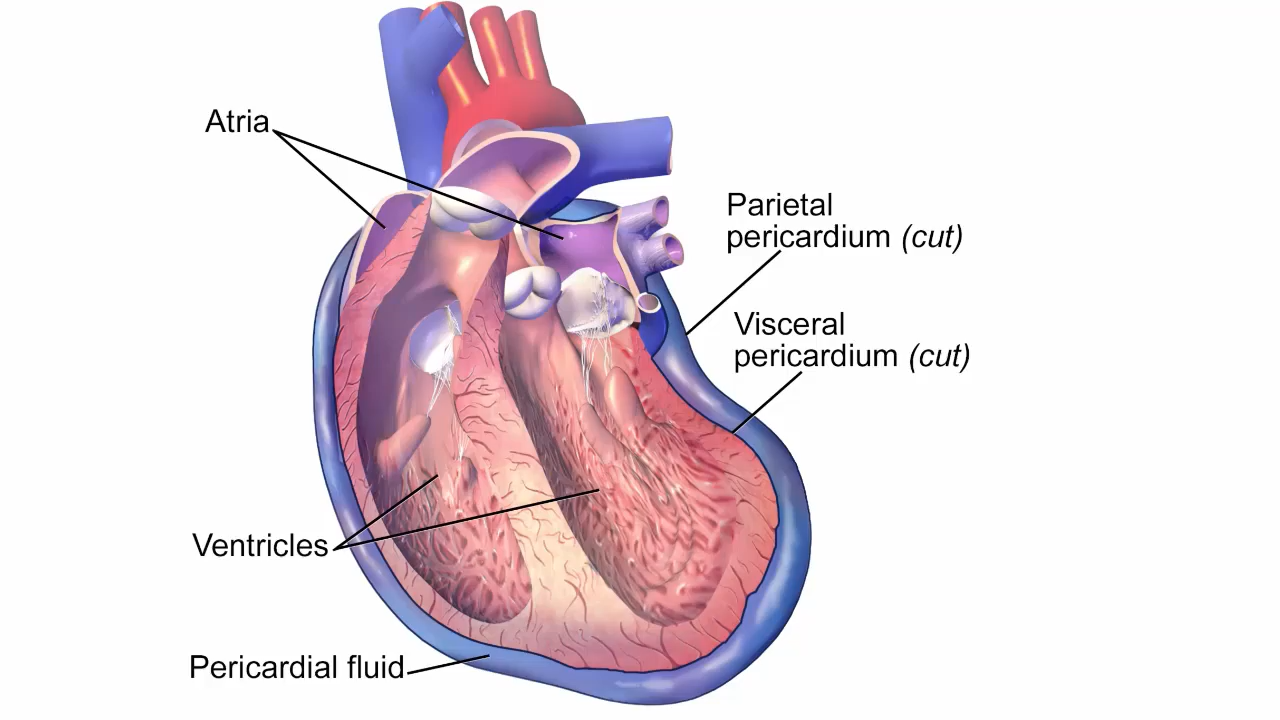 Atria
Parietal
pericardium (cut)
Visceral
pericardium (cut)
Ventricles
Pericardial fluid